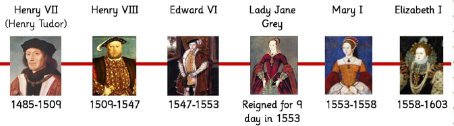 Henry VII
(Henry Tudor)
Henry VIII
Edward VI
Lady Jane
Grey
Mary I
Elizabeth I
1485-1509
1509-1547
1547-1553
Reigned for 9
day in 1553
1553-1558
1558-1603